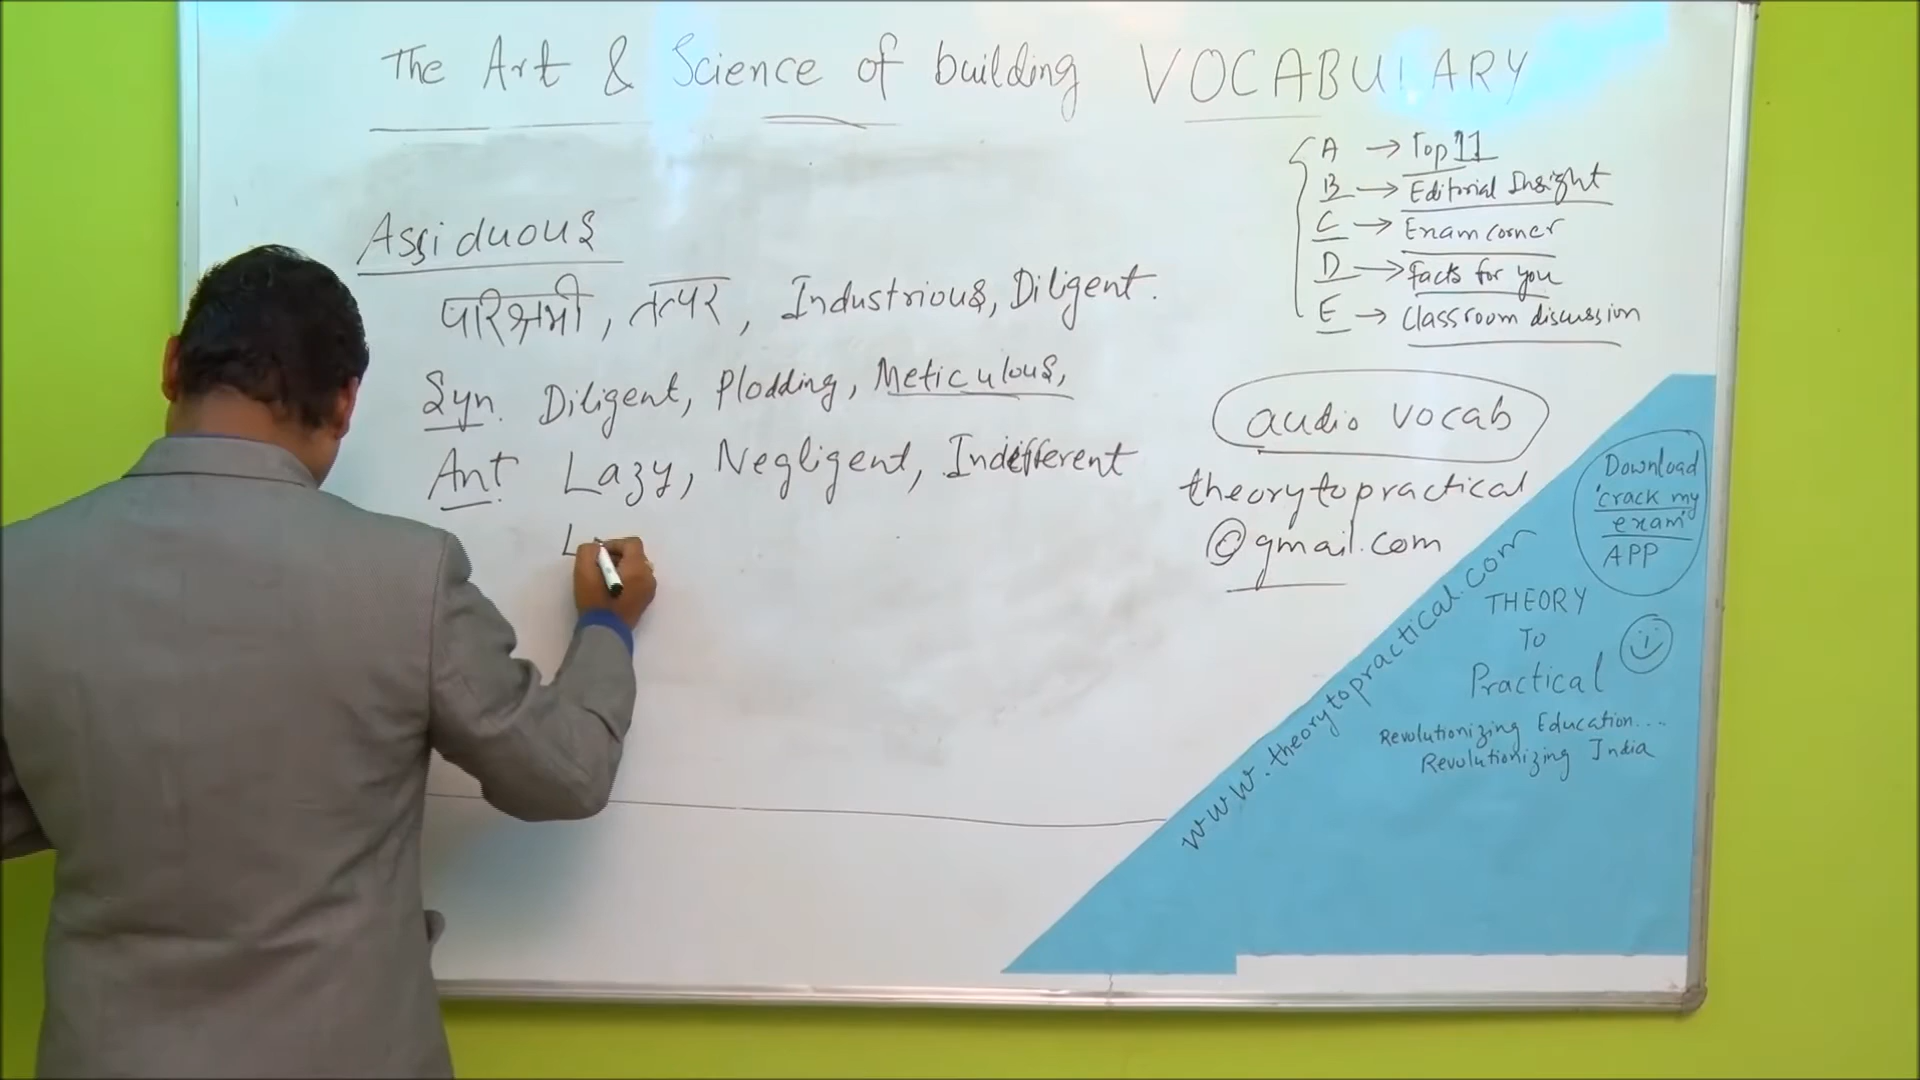 The Art & Science of building VOCABULARY
Assiduous
परिश्रमी, तत्पर, Industrious, Diligent.
Syn. Diligent, Plodding, Meticulous,
Ant. Lazy, Negligent, Indifferent
L
A → Top 11
B → Editorial Insight
C → Exam corner
D → Facts for you
E → Classroom discussion
audio vocab
theorytopractical
@gmail.com
Download
'crack my
exam'
APP
www.theorytopractical.com
THEORY
To
Practical
Revolutionizing Education....
Revolutionizing India